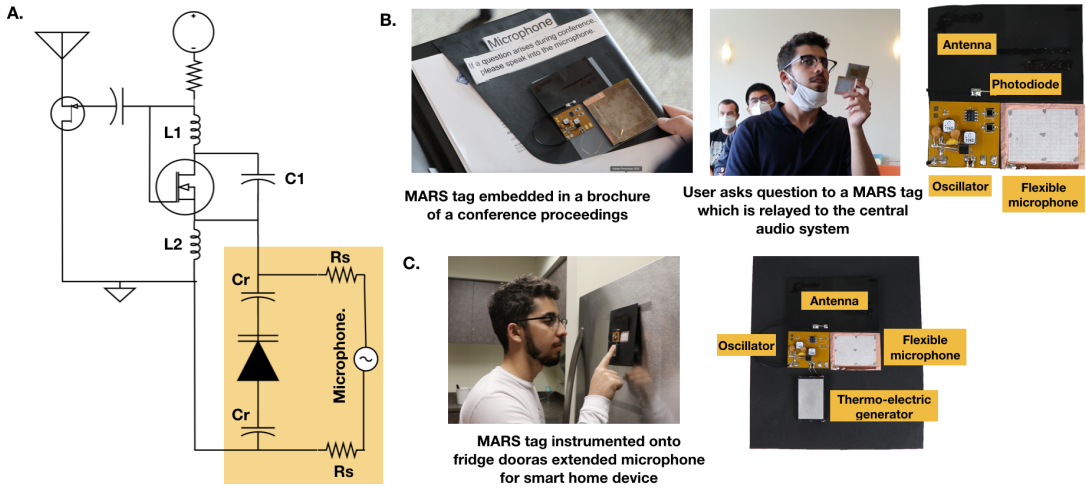 A.
L1
C1
L2
Cr
Rs
Microphone.
Cr
Rs
B.
Microphone
If a question arises during conference,
please speak into the microphone.
MARS tag embedded in a brochure
of a conference proceedings
User asks question to a MARS tag
which is relayed to the central
audio system
Antenna
Photodiode
Oscillator
Flexible
microphone
C.
MARS tag instrumented onto
fridge dooras extended microphone
for smart home device
Antenna
Oscillator
Flexible
microphone
Thermo-electric
generator